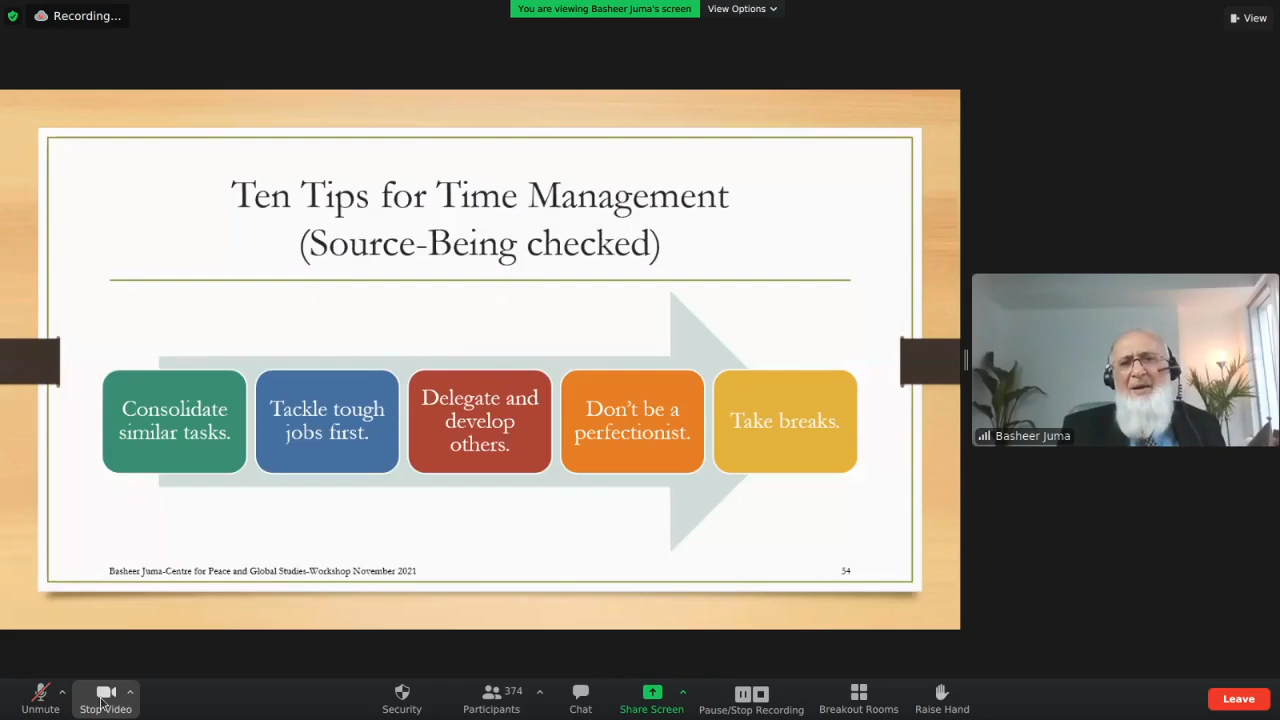 Recording...
You are viewing Basheer Juma's screen
View Options
View
Ten Tips for Time Management
(Source-Being checked)
Consolidate
similar tasks.
Tackle tough
jobs first.
Delegate and
develop
others.
Don't be a
perfectionist.
Take breaks.
Basheer Juma-Centre for Peace and Global Studies-Workshop November 2021
54
Basheer Juma
Unmute
Stop Video
Security
Participants
374
Chat
Share Screen
Pause/Stop Recording
Breakout Rooms
Raise Hand
Leave